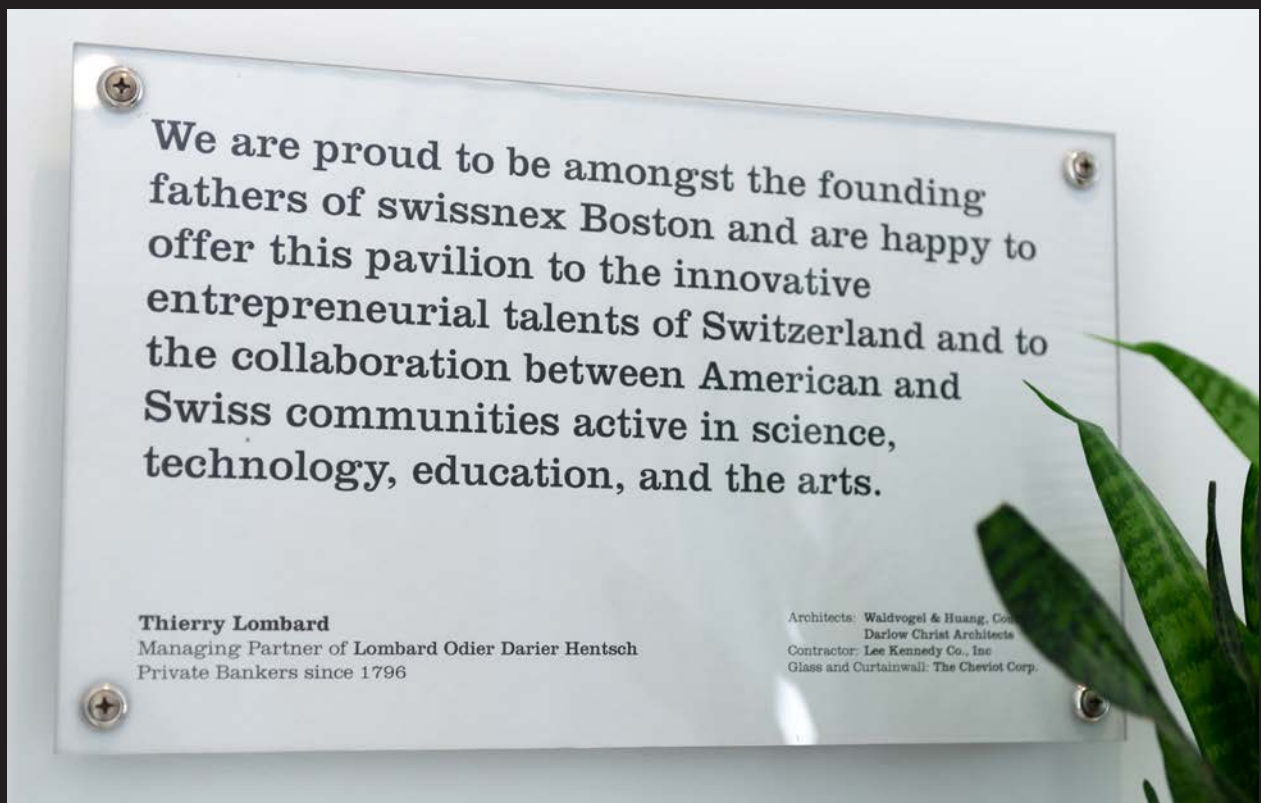 We are proud to be amongst the founding
fathers of swissnex Boston and are happy to
offer this pavilion to the innovative
entrepreneurial talents of Switzerland and to
the collaboration between American and
Swiss communities active in science,
technology, education, and the arts.
Thierry Lombard
Managing Partner of Lombard Odier Darier Hentsch
Private Bankers since 1796
Architects: Waldvogel & Huang,
Darlow Christ Architects
Contractor: Lee Kennedy Co., Inc
Glass and Curtainwall: The Cheviot Corp.